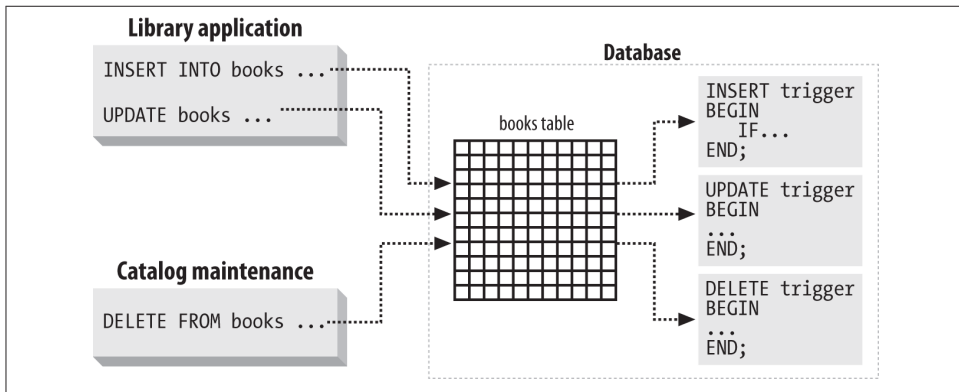 Library application
INSERT INTO books ...
UPDATE books ...
Catalog maintenance
DELETE FROM books ...
Database
books table
INSERT trigger
BEGIN
IF...
END;
UPDATE trigger
BEGIN
...
END;
DELETE trigger
BEGIN
...
END;